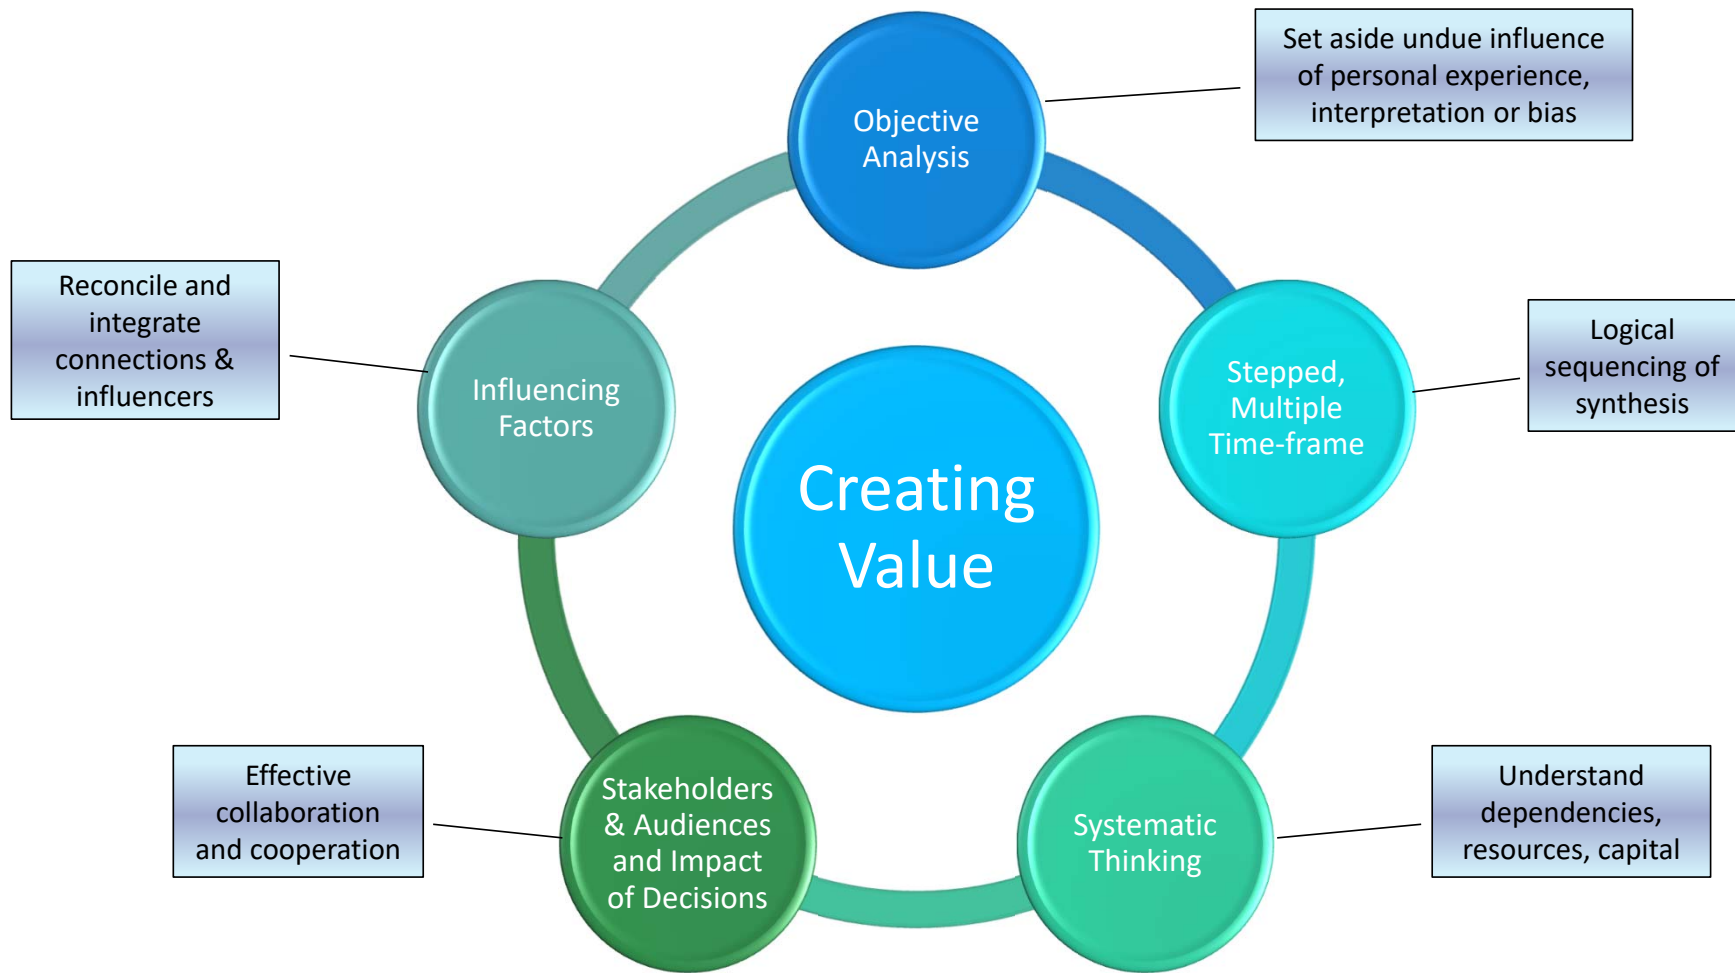 Set aside undue influence
of personal experience,
interpretation or bias
Objective
Analysis
Reconcile and
integrate
connections &
influencers
Influencing
Factors
Stepped,
Multiple
Time-frame
Logical
sequencing of
synthesis
Creating
Value
Effective
collaboration
and cooperation
Stakeholders
& Audiences
and Impact
of Decisions
Systematic
Thinking
Understand
dependencies,
resources, capital